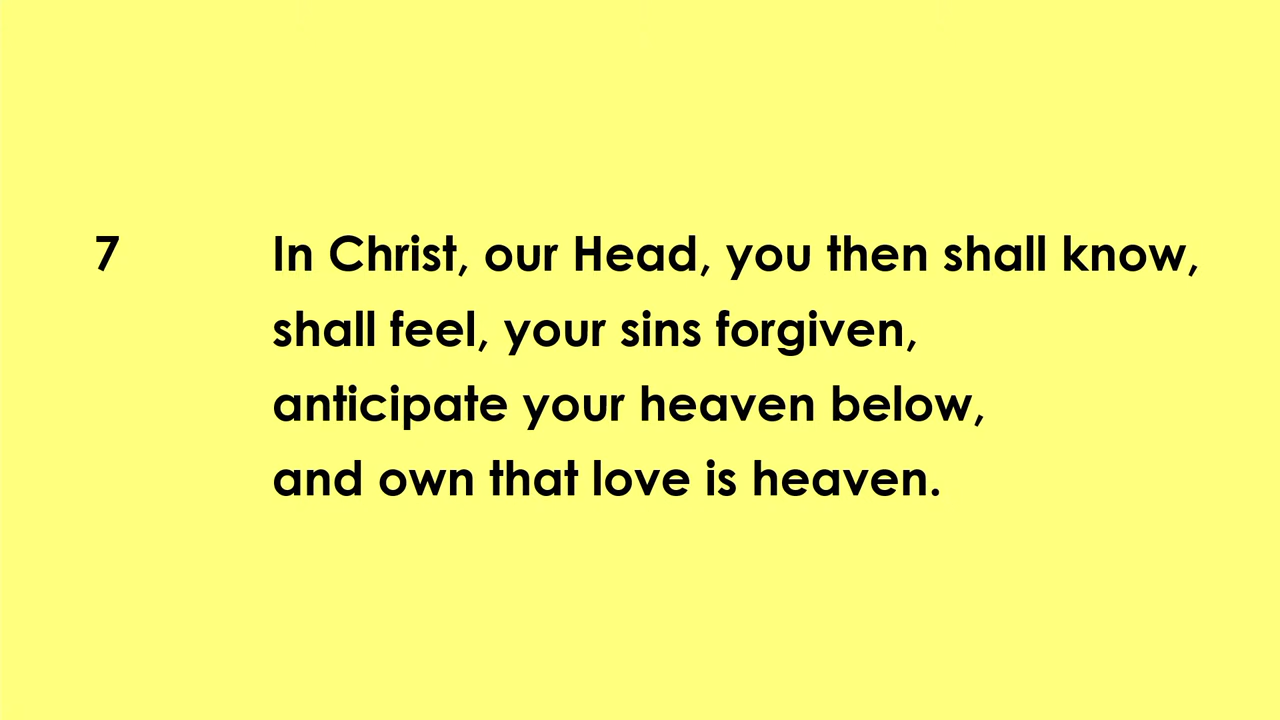 7 In Christ, our Head, you then shall know,
shall feel, your sins forgiven,
anticipate your heaven below,
and own that love is heaven.